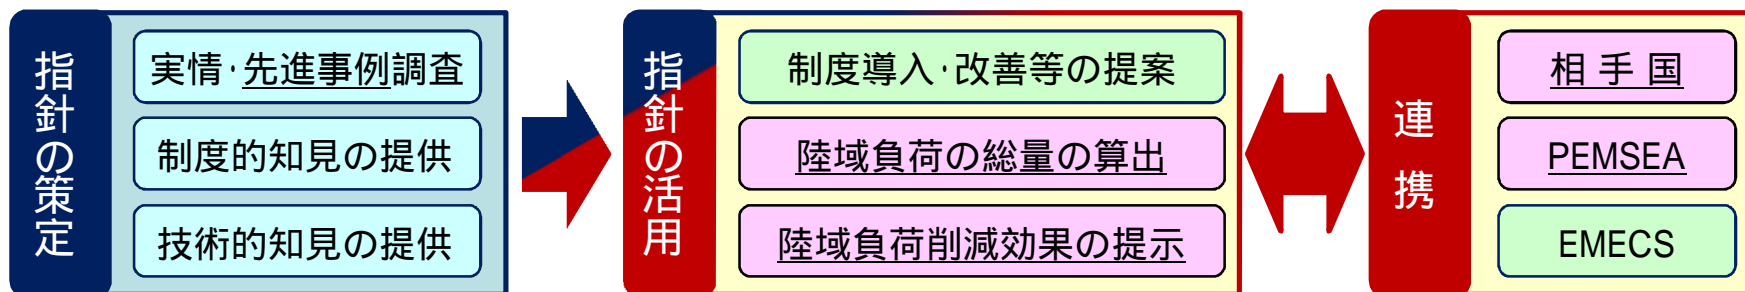 指針の策定
実情･先進事例調査
制度的知見の提供
技術的知見の提供
指針の活用
制度導入･改善等の提案
陸域負荷の総量の算出
陸域負荷削減効果の提示
連携
相手国
PEMSEA
EMECS